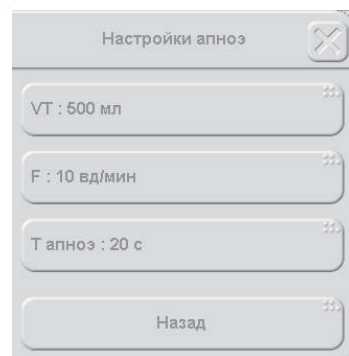 Настройки апноэ
VT : 500 мл
F : 10 вд/мин
T апноэ : 20 с
Назад